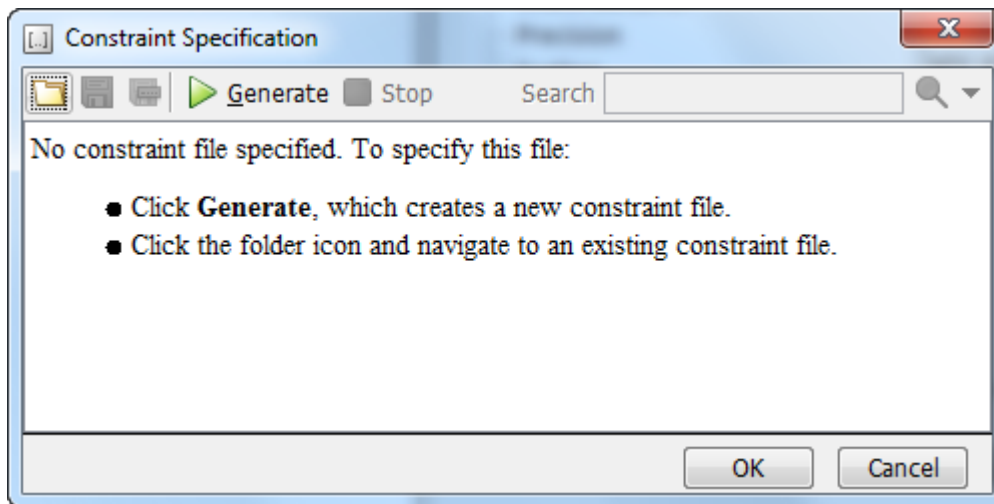 Constraint Specification
Generate Stop Search
No constraint file specified. To specify this file:
Click Generate, which creates a new constraint file.
Click the folder icon and navigate to an existing constraint file.
OK Cancel